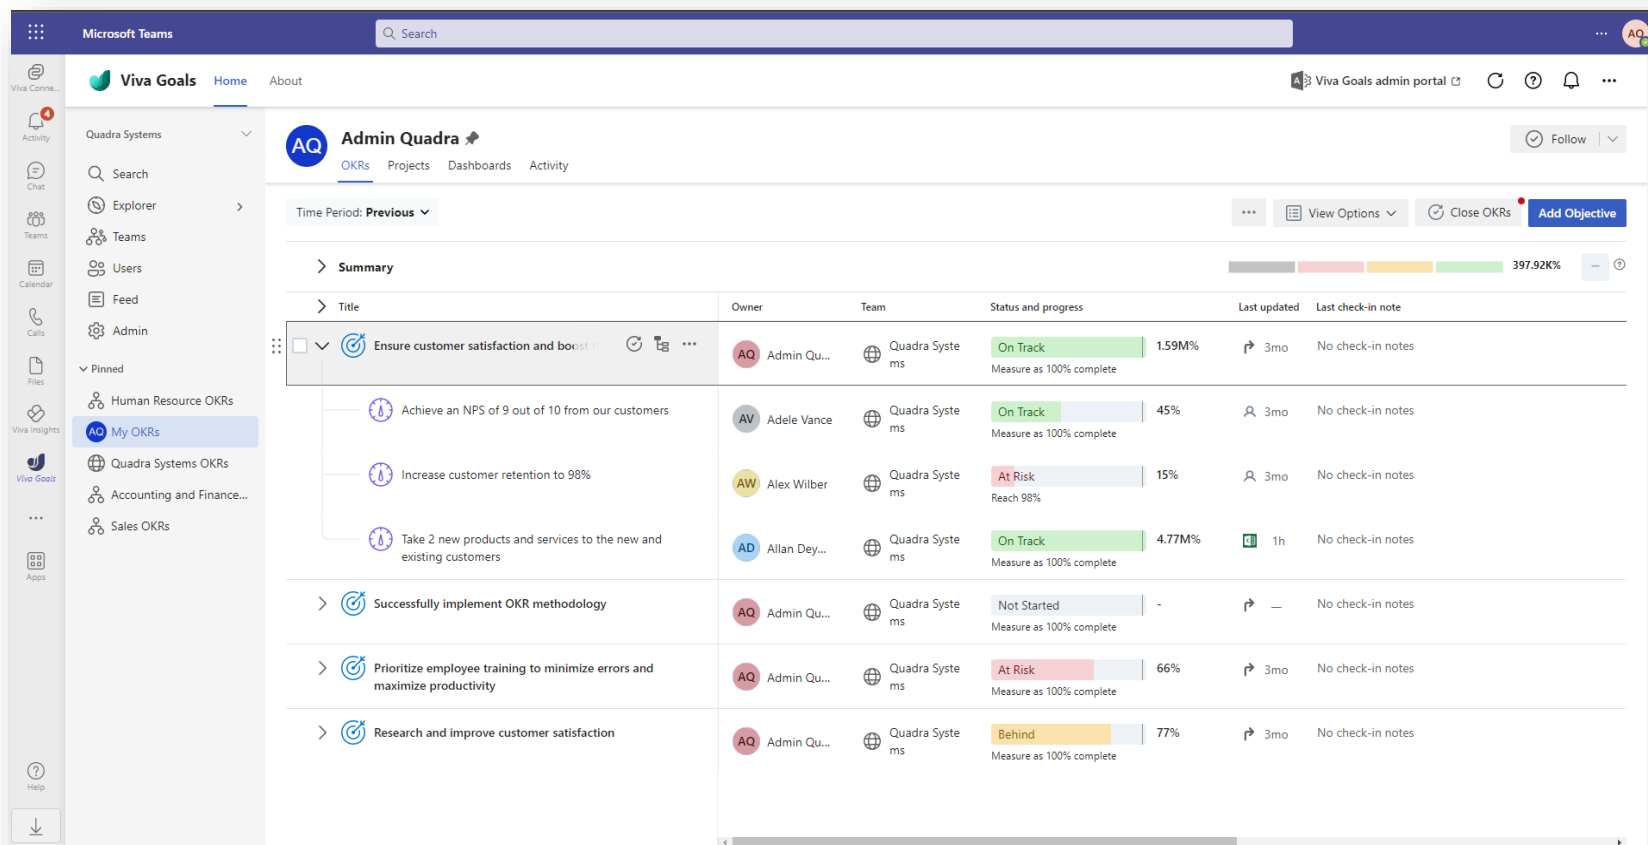 Microsoft Teams
Search
AQ
Viva Conne...
Viva Goals
Home
About
Viva Goals admin portal
4
Activity
Chat
Teams
Calendar
Calls
Files
Viva Insights
Viva Goals
Apps
Help
Quadra Systems
Search
Explorer
Teams
Users
Feed
Admin
Pinned
Human Resource OKRs
AQ My OKRs
Quadra Systems OKRs
Accounting and Finance...
Sales OKRs
AQ
Admin Quadra
OKRs Projects Dashboards Activity
Follow
Time Period: Previous
View Options
Close OKRs
Add Objective
Summary
397.92K%
Title Owner Team Status and progress Last updated Last check-in note
Ensure customer satisfaction and boost
AQ Admin Qu...
Quadra Syste
ms
On Track 1.59M%
Measure as 100% complete
3mo
No check-in notes
Achieve an NPS of 9 out of 10 from our customers
AV Adele Vance
Quadra Syste
ms
On Track 45%
Measure as 100% complete
3mo
No check-in notes
Increase customer retention to 98%
AW Alex Wilber
Quadra Syste
ms
At Risk 15%
Reach 98%
3mo
No check-in notes
Take 2 new products and services to the new and
existing customers
AD Allan Dey...
Quadra Syste
ms
On Track 4.77M%
Measure as 100% complete
1h
No check-in notes
Successfully implement OKR methodology
AQ Admin Qu...
Quadra Syste
ms
Not Started -
Measure as 100% complete
—
No check-in notes
Prioritize employee training to minimize errors and
maximize productivity
AQ Admin Qu...
Quadra Syste
ms
At Risk 66%
Measure as 100% complete
3mo
No check-in notes
Research and improve customer satisfaction
AQ Admin Qu...
Quadra Syste
ms
Behind 77%
Measure as 100% complete
3mo
No check-in notes